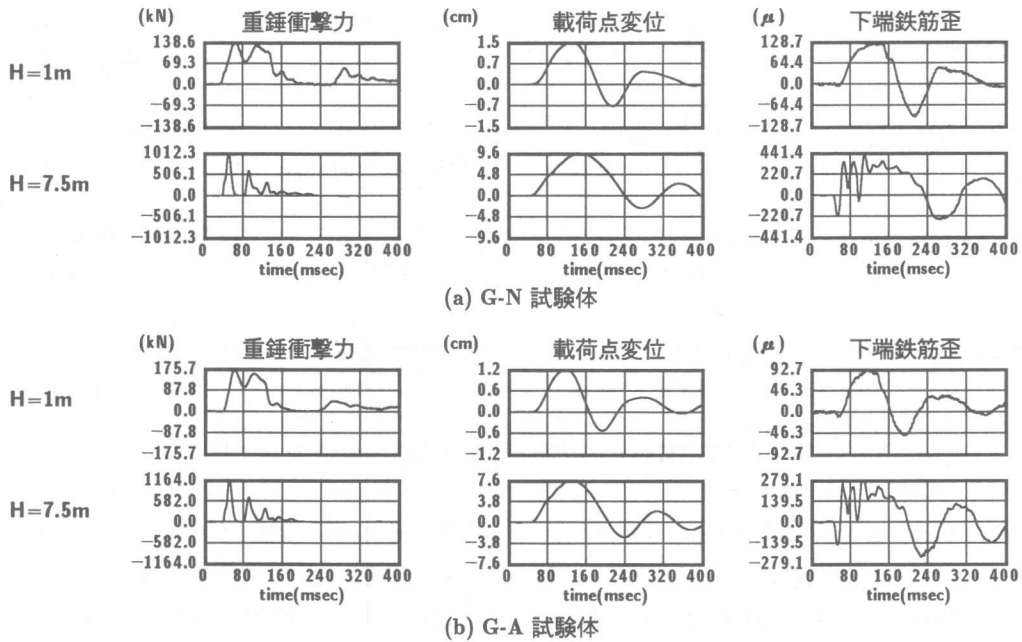 (kN) 重錘衝撃力 (cm) 載荷点変位 (μ) 下端鉄筋歪
H=1m
138.6 1.5 128.7
69.3 0.7 64.4
0.0 0.0 0.0
−69.3 −0.7 −64.4
−138.6 −1.5 −128.7
H=7.5m
1012.3 9.6 441.4
506.1 4.8 220.7
0.0 0.0 0.0
−506.1 −4.8 −220.7
−1012.3 −9.6 −441.4
0 80 160 240 320 400 0 80 160 240 320 400 0 80 160 240 320 400
time(msec) time(msec) time(msec)
(a) G-N 試験体
(kN) 重錘衝撃力 (cm) 載荷点変位 (μ) 下端鉄筋歪
H=1m
175.7 1.2 92.7
87.8 0.6 46.3
0.0 0.0 0.0
−87.8 −0.6 −46.3
−175.7 −1.2 −92.7
H=7.5m
1164.0 7.6 279.1
582.0 3.8 139.5
0.0 0.0 0.0
−582.0 −3.8 −139.5
−1164.0 −7.6 −279.1
0 80 160 240 320 400 0 80 160 240 320 400 0 80 160 240 320 400
time(msec) time(msec) time(msec)
(b) G-A 試験体